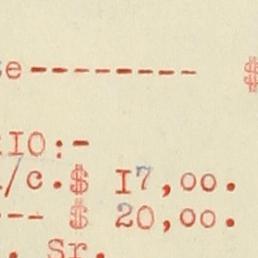 e-------- $
IO:-
/c.$ I7,oo.
-- $ 20,oo.
. Sr.